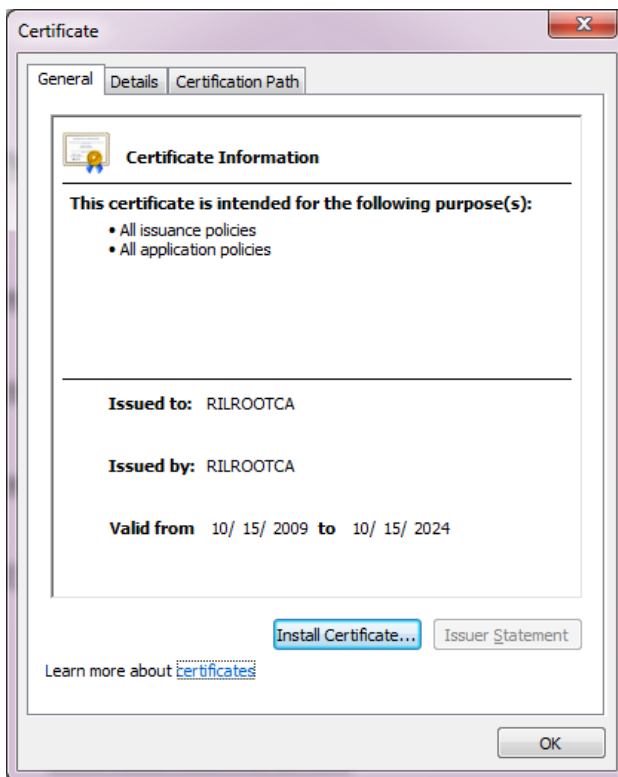 Certificate
General Details Certification Path
Certificate Information
This certificate is intended for the following purpose(s):
• All issuance policies
• All application policies
Issued to: RILROOTCA
Issued by: RILROOTCA
Valid from 10/ 15/ 2009 to 10/ 15/ 2024
Install Certificate... Issuer Statement
Learn more about certificates
OK